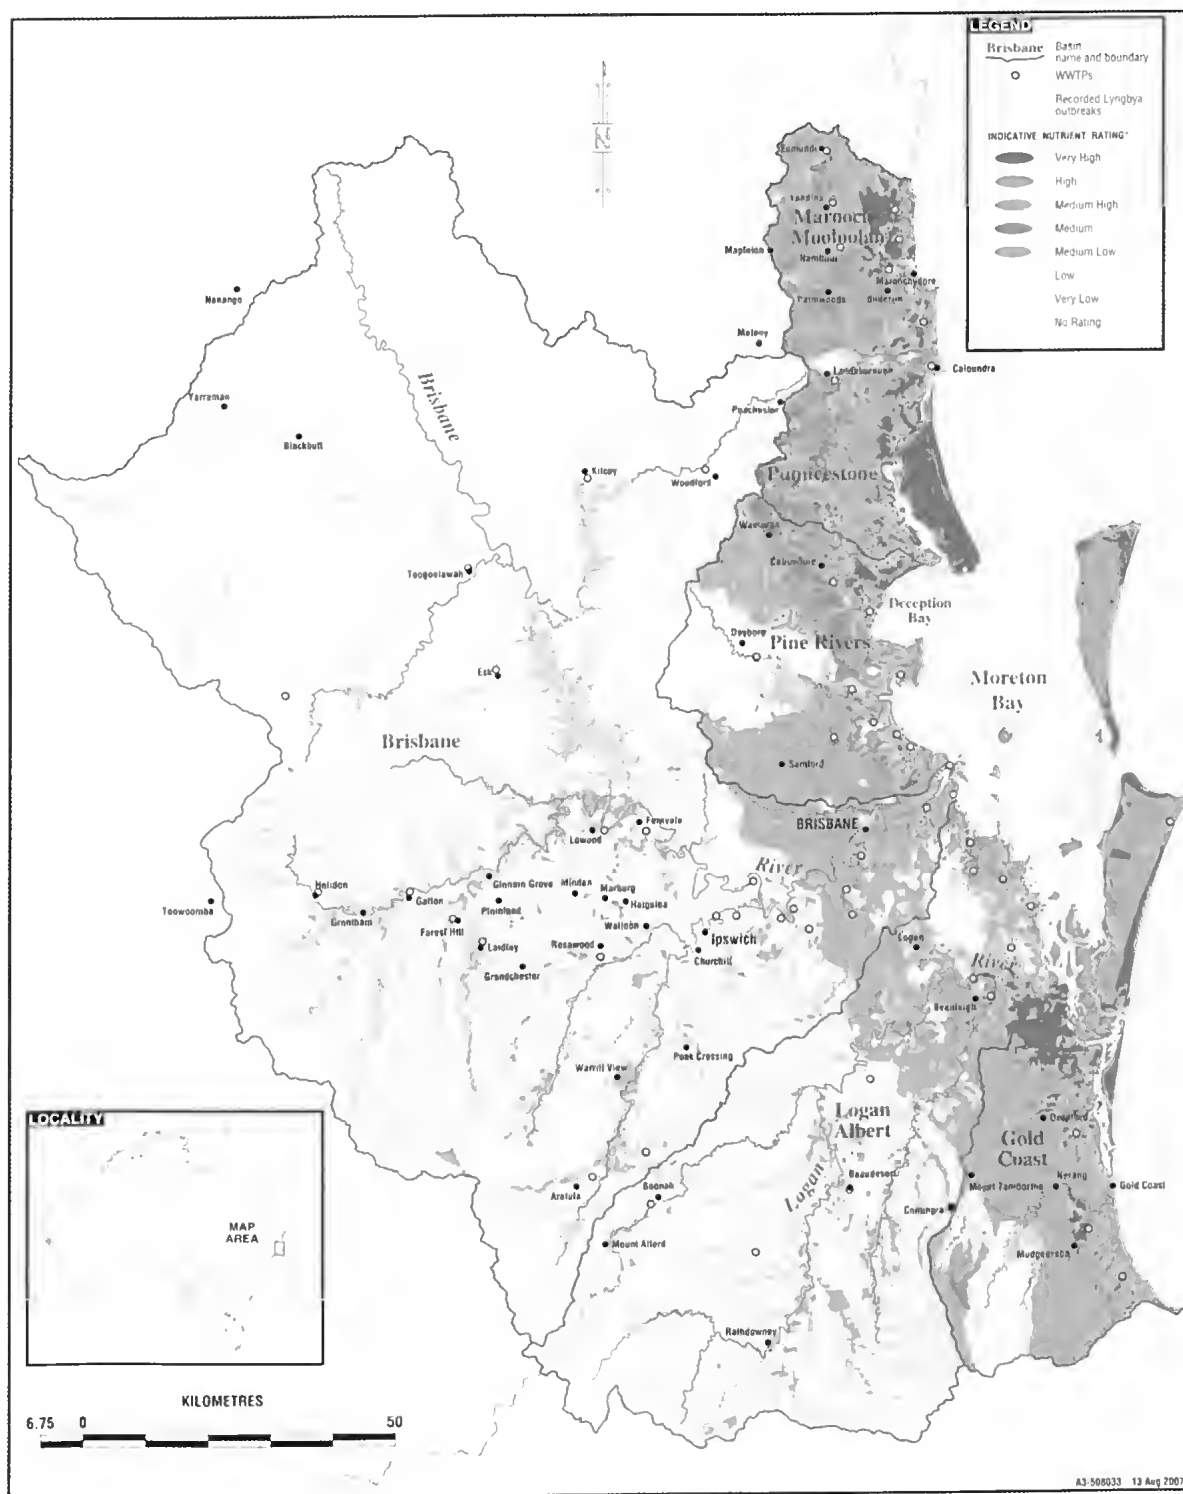 LEGEND
Brisbane
Basin
name and boundary
WWTPs
Recorded Lyngbya
outbreaks
INDICATIVE NUTRIENT RATING*
Very High
High
Medium High
Medium
Medium Low
Low
Very Low
No Rating
Eumundi
Yandina
Mapleton
Nambour
Maroochydore
Palmwoods
Buderim
Nanango
Maleny
Caloundra
Peachester
Yarraman
Blackbutt
Brisbane
Kilcoy
Woodford
Pumicestone
Wamuran
Caboolture
Toogoolawah
Deception
Bay
Dayboro
Pine Rivers
Esk
Moreton
Bay
Brisbane
Samford
BRISBANE
Fernvale
Lowood
River
Helidon
Toowoomba
Grantham
Gatton
Glenore Grove
Minden
Marburg
Haigslea
Plainland
Forest Hill
Walloon
Ipswich
Laidley
Rosewood
Churchill
Grandchester
Logan
River
Beenleigh
Peak Crossing
Warrill View
Logan
Albert
Gold
Coast
Oxenford
LOCALITY
MAP
AREA
Aratula
Boonah
Logan
Beaudesert
Canungra
Mount Tamborine
Nerang
Gold Coast
Mount Alford
Mudgeeraba
Rathdowney
KILOMETRES
6.75 0 50
A3-508033 13 Aug 2007